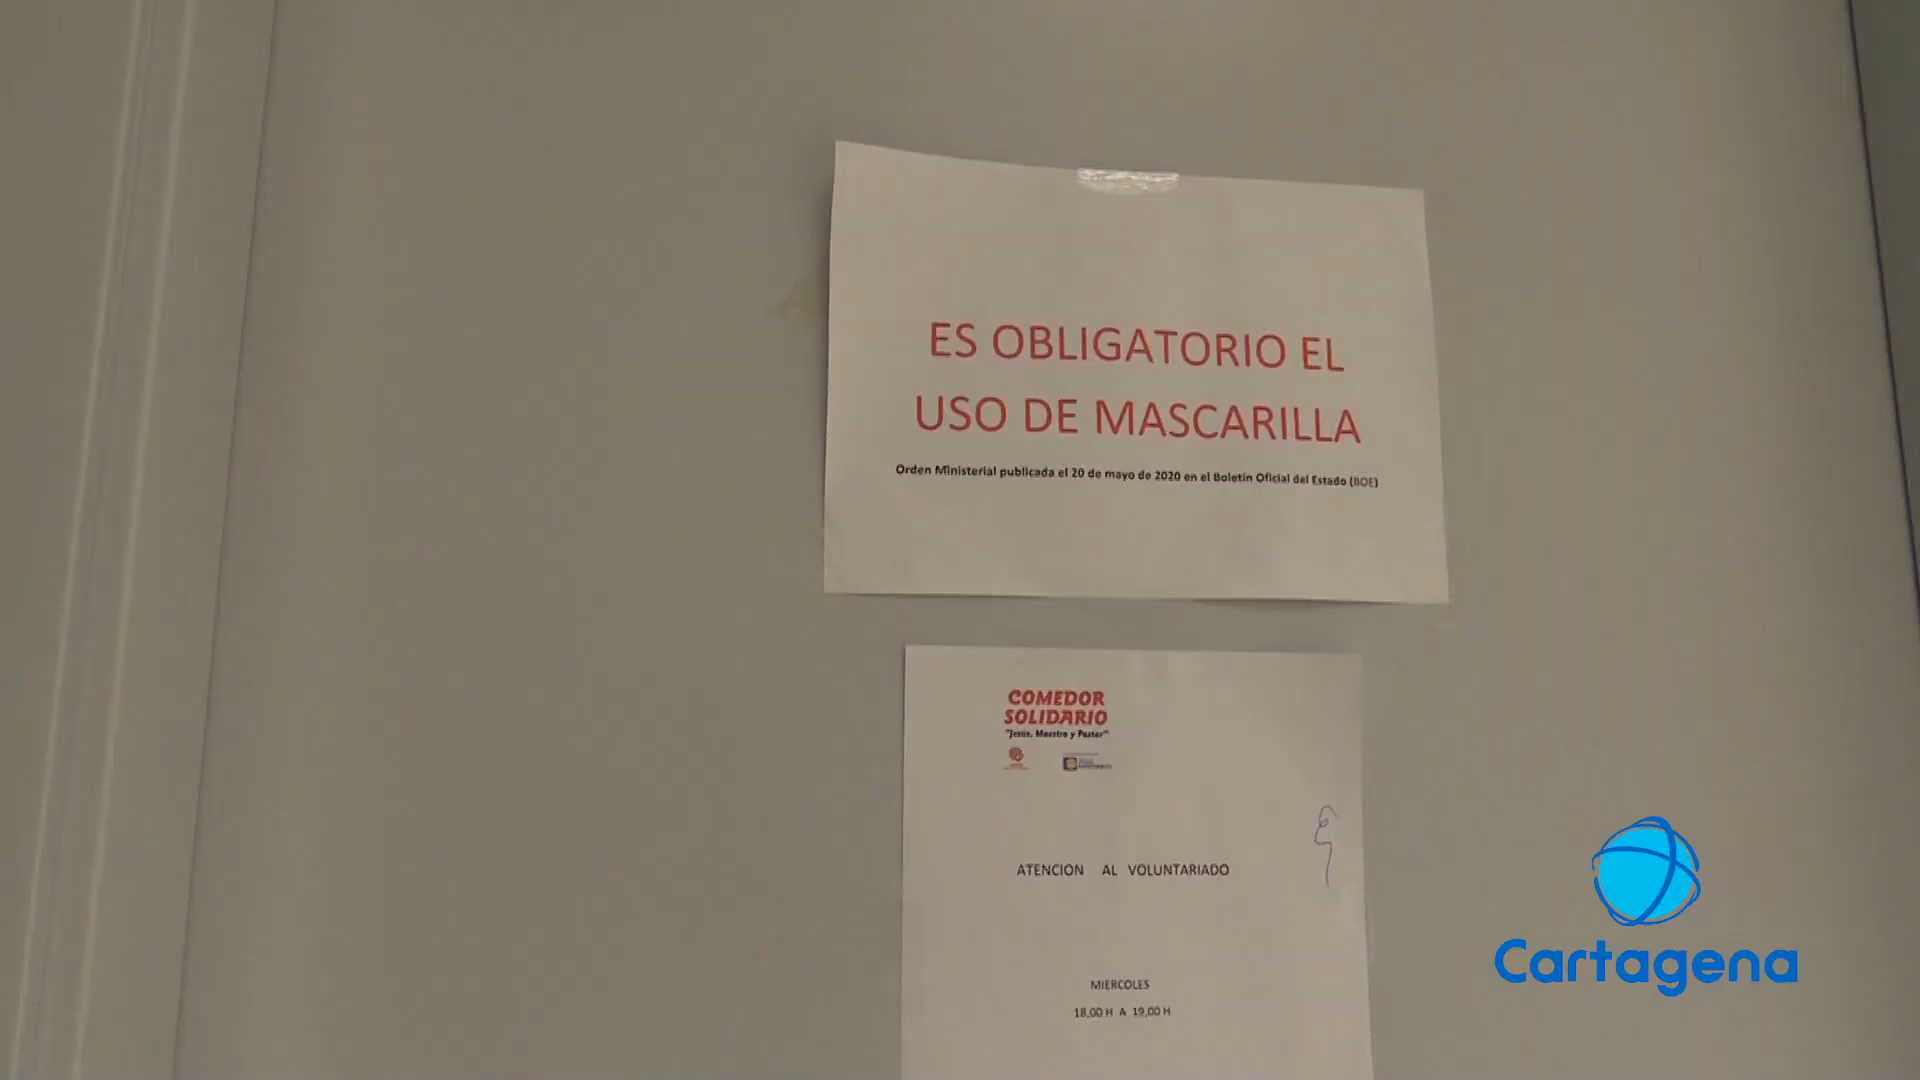 ES OBLIGATORIO EL
USO DE MASCARILLA
Orden Ministerial publicada el 20 de mayo de 2020 en el Boletín Oficial del Estado (BOE)
COMEDOR
SOLIDARIO
"Jesús, Maestro y Pastor"
ATENCION AL VOLUNTARIADO
MIERCOLES
18,00 H A 19,00 H
Cartagena